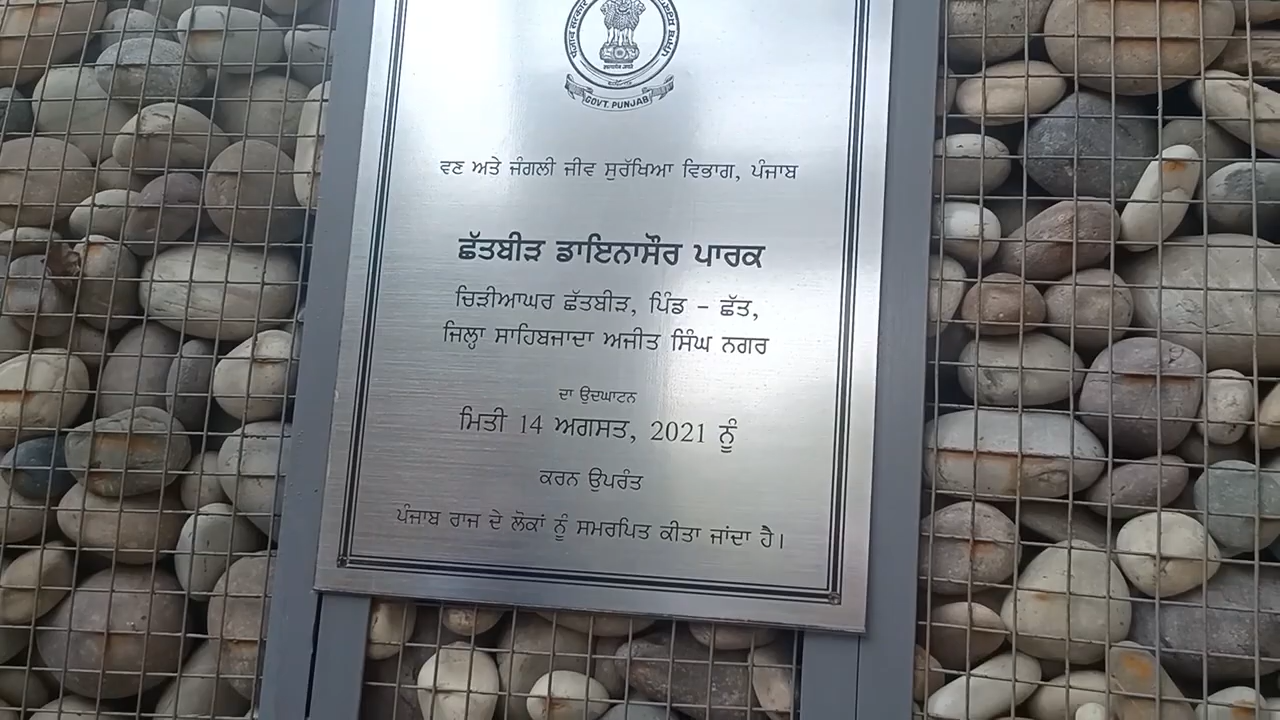 GOVT. PUNJAB
ਵਣ ਅਤੇ ਜੰਗਲੀ ਜੀਵ ਸੁਰੱਖਿਆ ਵਿਭਾਗ, ਪੰਜਾਬ
ਛੱਤਬੀੜ ਡਾਇਨਾਸੌਰ ਪਾਰਕ
ਚਿੜੀਆਘਰ ਛੱਤਬੀੜ, ਪਿੰਡ - ਛੱਤ,
ਜਿਲ੍ਹਾ ਸਾਹਿਬਜਾਦਾ ਅਜੀਤ ਸਿੰਘ ਨਗਰ
ਦਾ ਉਦਘਾਟਨ
ਮਿਤੀ 14 ਅਗਸਤ, 2021 ਨੂੰ
ਕਰਨ ਉਪਰੰਤ
ਪੰਜਾਬ ਰਾਜ ਦੇ ਲੋਕਾਂ ਨੂੰ ਸਮਰਪਿਤ ਕੀਤਾ ਜਾਂਦਾ ਹੈ।